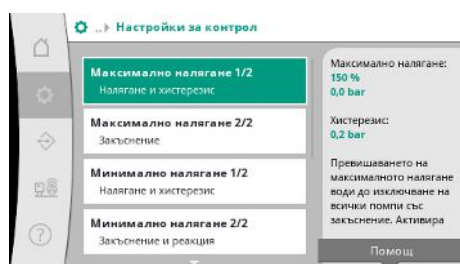 ..▸ Настройки за контрол
Максимално налягане 1/2
Налягане и хистерезис
Максимално налягане 2/2
Закъснение
Минимално налягане 1/2
Налягане и хистерезис
Минимално налягане 2/2
Закъснение и реакция
Максимално налягане:
150 %
0,0 bar
Хистерезис:
0,2 bar
Превишаването на
максималното налягане
води до изключване на
всички помпи със
закъснение. Активира
Помощ